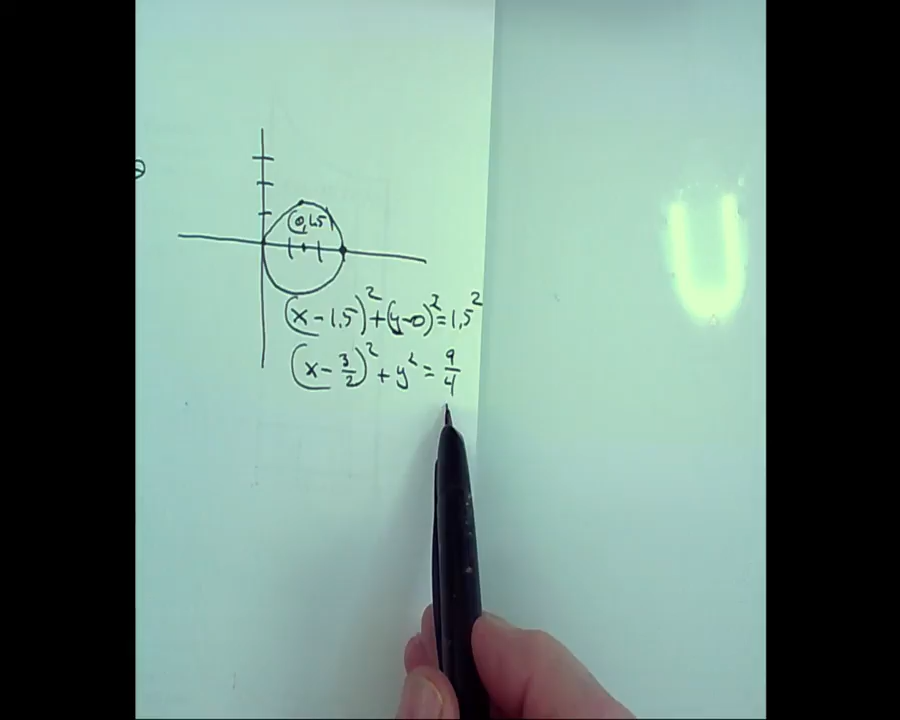 (0,1.5)
(x-1.5)²+(y-0)²=1.5²
(x-3/2)²+y²=9/4